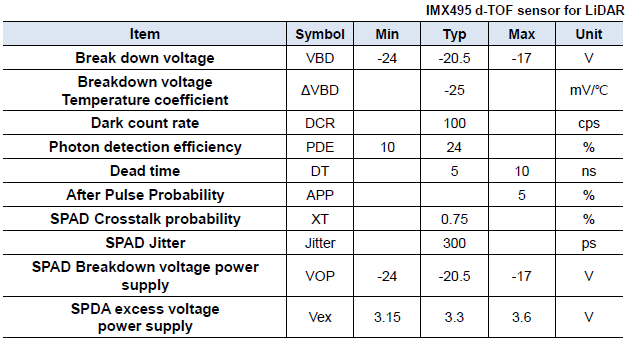 IMX495 d-TOF sensor for LiDAR
Item Symbol Min Typ Max Unit
Break down voltage VBD -24 -20.5 -17 V
Breakdown voltage
Temperature coefficient ΔVBD -25 mV/℃
Dark count rate DCR 100 cps
Photon detection efficiency PDE 10 24 %
Dead time DT 5 10 ns
After Pulse Probability APP 5 %
SPAD Crosstalk probability XT 0.75 %
SPAD Jitter Jitter 300 ps
SPAD Breakdown voltage power
supply VOP -24 -20.5 -17 V
SPDA excess voltage
power supply Vex 3.15 3.3 3.6 V